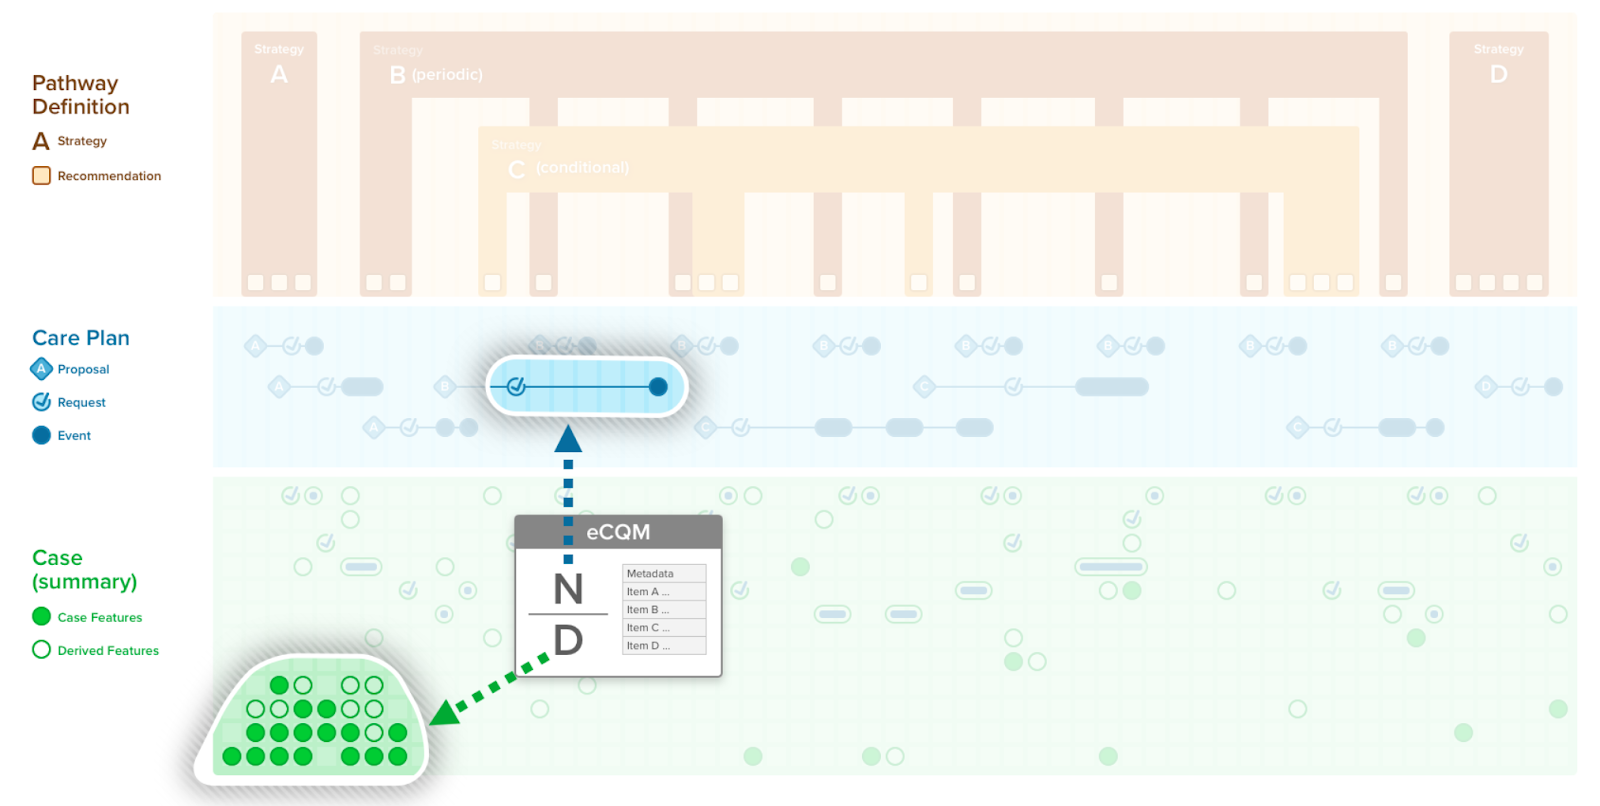 Pathway
Definition
A Strategy
Recommendation
Strategy
A
Strategy
B (periodic)
Strategy
C (conditional)
Strategy
D
Care Plan
A Proposal
Request
Event
A B B B B B B B
A B C D
A C C
Case
(summary)
Case Features
Derived Features
eCQM
N
D
Metadata
Item A ...
Item B ...
Item C ...
Item D ...